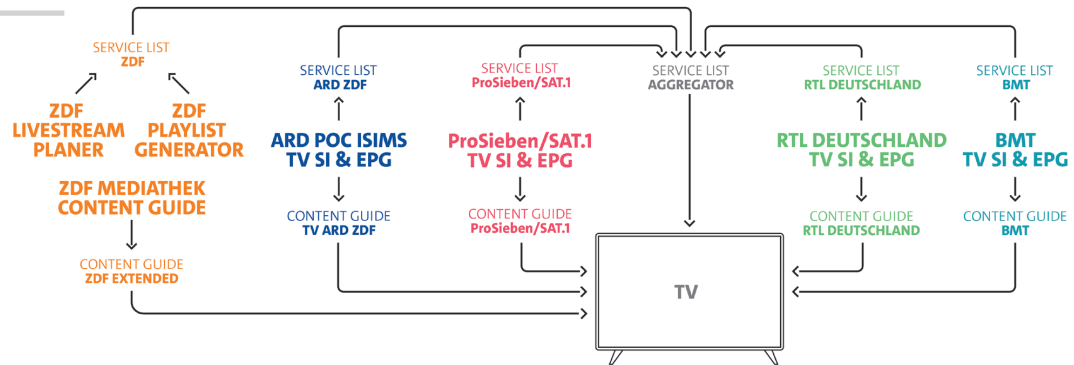 SERVICE LIST
ZDF
ZDF
LIVESTREAM
PLANER
ZDF
PLAYLIST
GENERATOR
ZDF MEDIATHEK
CONTENT GUIDE
CONTENT GUIDE
ZDF EXTENDED
SERVICE LIST
ARD ZDF
ARD POC ISIMS
TV SI & EPG
CONTENT GUIDE
TV ARD ZDF
SERVICE LIST
ProSieben/SAT.1
ProSieben/SAT.1
TV SI & EPG
CONTENT GUIDE
ProSieben/SAT.1
SERVICE LIST
AGGREGATOR
TV
SERVICE LIST
RTL DEUTSCHLAND
RTL DEUTSCHLAND
TV SI & EPG
CONTENT GUIDE
RTL DEUTSCHLAND
SERVICE LIST
BMT
BMT
TV SI & EPG
CONTENT GUIDE
BMT